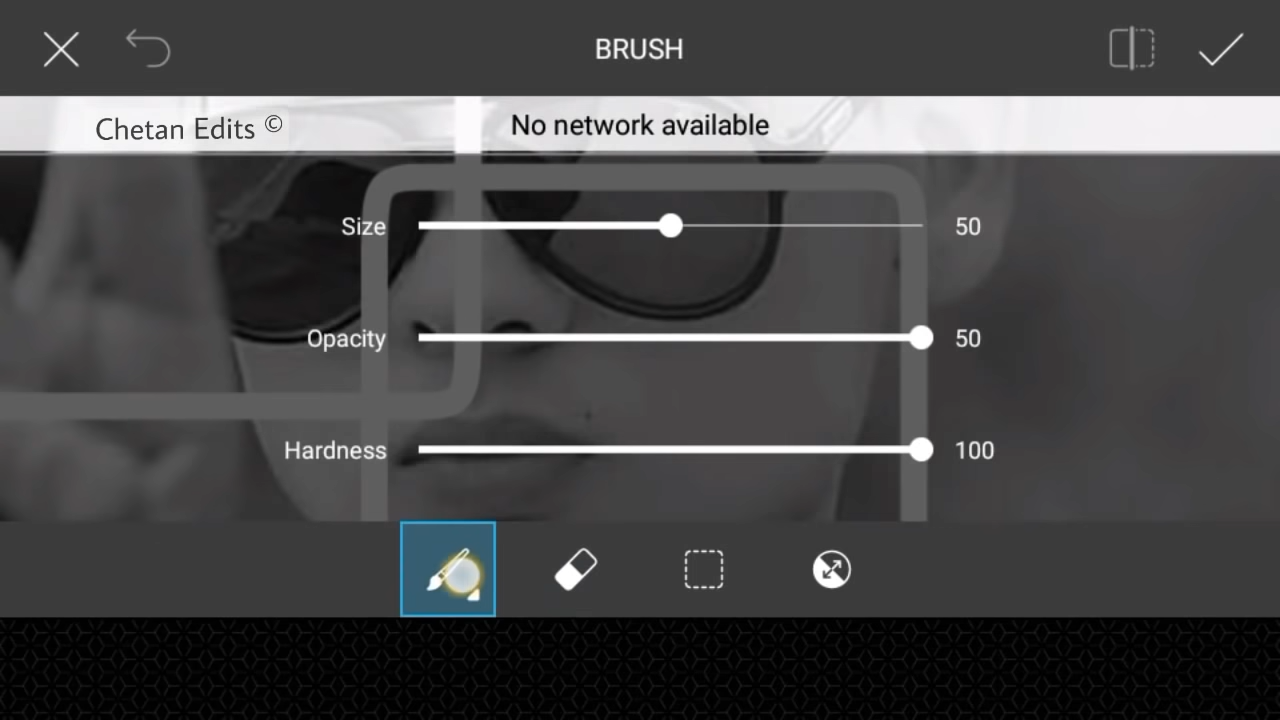 BRUSH
Chetan Edits ©
No network available
Size 50
Opacity 50
Hardness 100